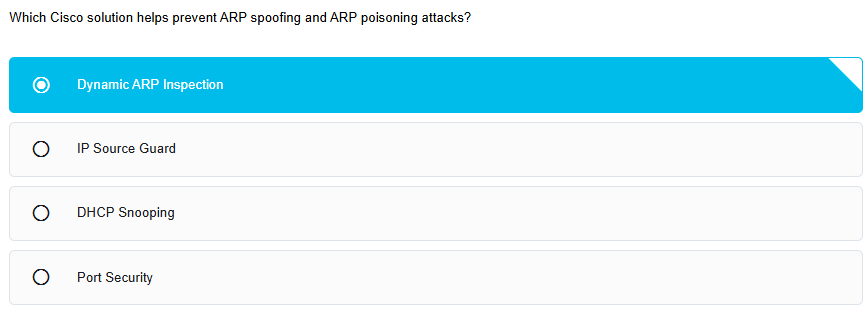 Which Cisco solution helps prevent ARP spoofing and ARP poisoning attacks?
Dynamic ARP Inspection
IP Source Guard
DHCP Snooping
Port Security